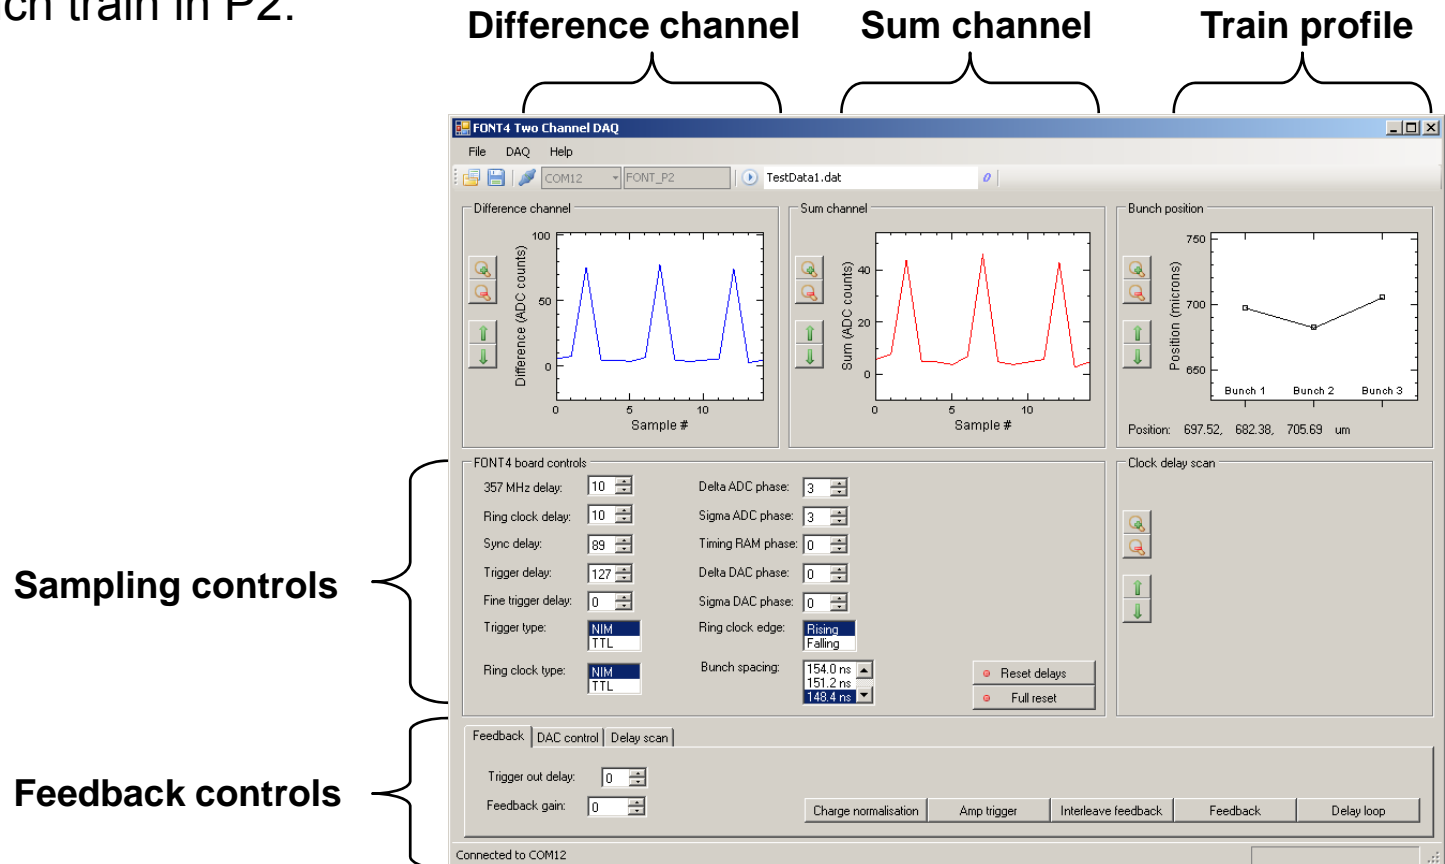 ch train in P2.
Difference channel Sum channel Train profile
FONT4 Two Channel DAQ
File DAQ Help
COM12 FONT_P2 TestData1.dat 0
Difference channel
Difference (ADC counts)
100
50
0
0 5 10
Sample #
Sum channel
Sum (ADC counts)
40
20
0
0 5 10
Sample #
Bunch position
Position (microns)
750
700
650
Bunch 1 Bunch 2 Bunch 3
Position: 697.52, 682.38, 705.69 um
Sampling controls
FONT4 board controls
357 MHz delay: 10
Ring clock delay: 10
Sync delay: 89
Trigger delay: 127
Fine trigger delay: 0
Trigger type: NIM
TTL
Ring clock type: NIM
TTL
Delta ADC phase: 3
Sigma ADC phase: 3
Timing RAM phase: 0
Delta DAC phase: 0
Sigma DAC phase: 0
Ring clock edge: Rising
Falling
Bunch spacing: 154.0 ns
151.2 ns
148.4 ns
Reset delays
Full reset
Clock delay scan
Feedback controls
Feedback DAC control Delay scan
Trigger out delay: 0
Feedback gain: 0
Charge normalisation Amp trigger Interleave feedback Feedback Delay loop
Connected to COM12